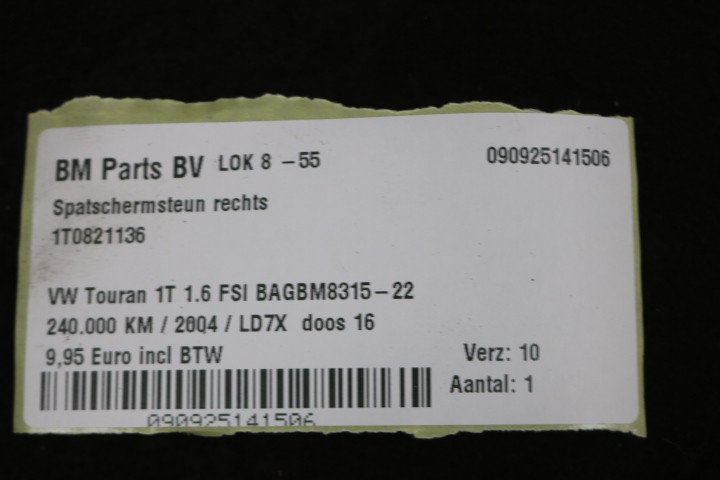 BM Parts BV LOK 8 -55 090925141506
Spatschermsteun rechts
1T0821136
VW Touran 1T 1.6 FSI BAGBM8315-22
240.000 KM / 2004 / LD7X doos 16
9,95 Euro incl BTW Verz: 10
Aantal: 1
090925141506